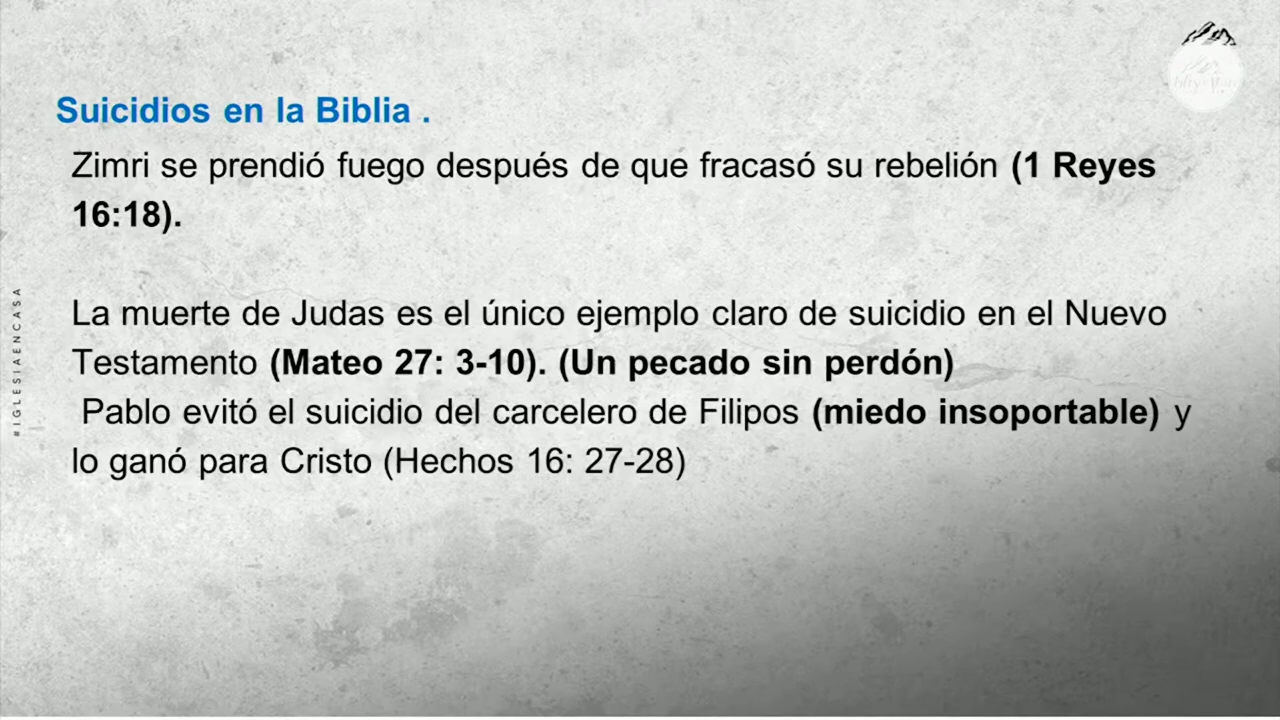 Suicidios en la Biblia .
Zimri se prendió fuego después de que fracasó su rebelión (1 Reyes
16:18).
La muerte de Judas es el único ejemplo claro de suicidio en el Nuevo
Testamento (Mateo 27: 3-10). (Un pecado sin perdón)
Pablo evitó el suicidio del carcelero de Filipos (miedo insoportable) y
lo ganó para Cristo (Hechos 16: 27-28)
#IGLESIAENCASA